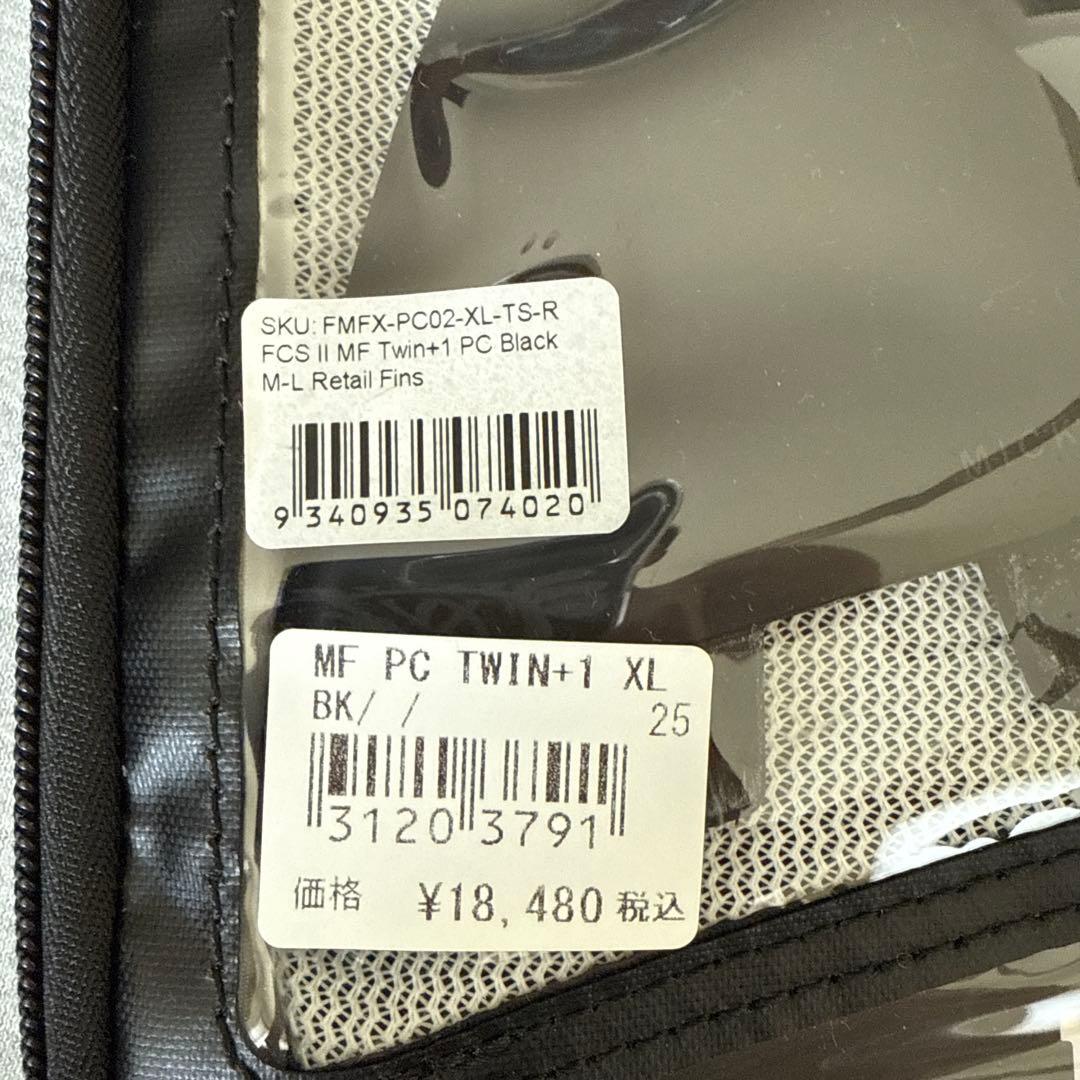 SKU: FMFX-PC02-XL-TS-R
FCS II MF Twin+1 PC Black
M-L Retail Fins
9 340935 074020
MF PC TWIN+1 XL
BK/ /
25
3120 3791
価格 ¥18,480 税込